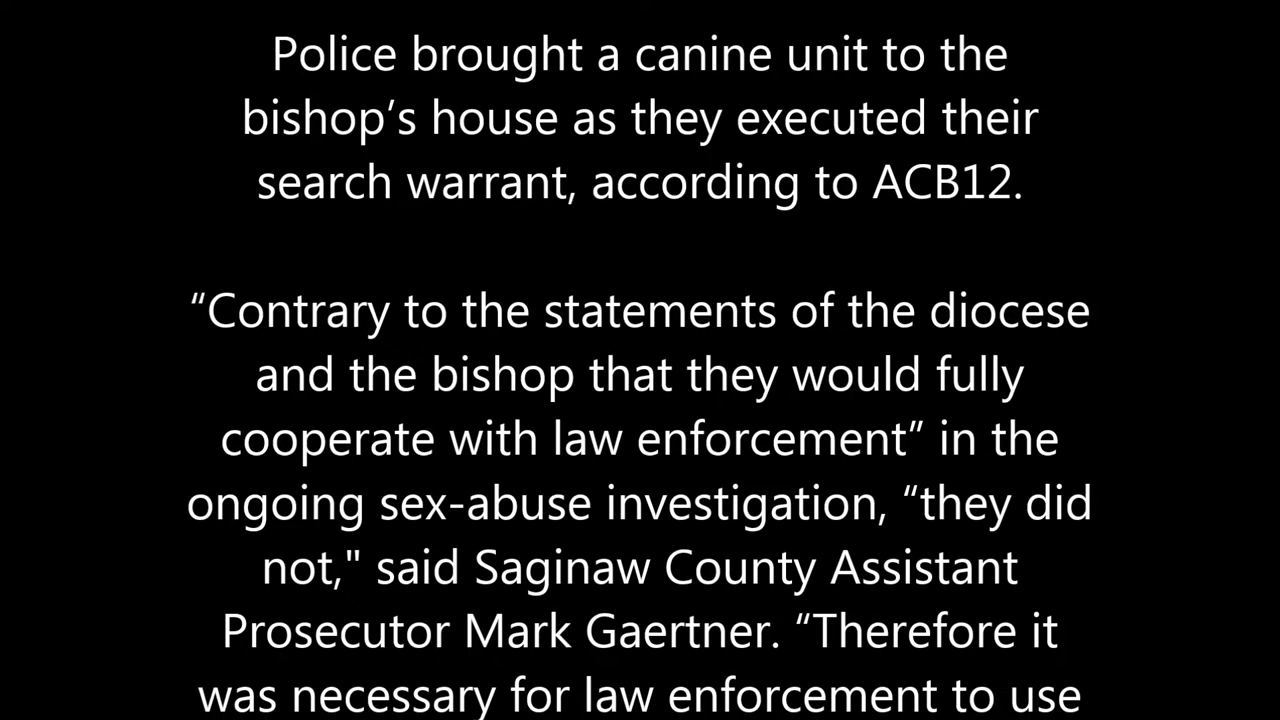 Police brought a canine unit to the
bishop’s house as they executed their
search warrant, according to ACB12.
“Contrary to the statements of the diocese
and the bishop that they would fully
cooperate with law enforcement” in the
ongoing sex-abuse investigation, “they did
not," said Saginaw County Assistant
Prosecutor Mark Gaertner. “Therefore it
was necessary for law enforcement to use